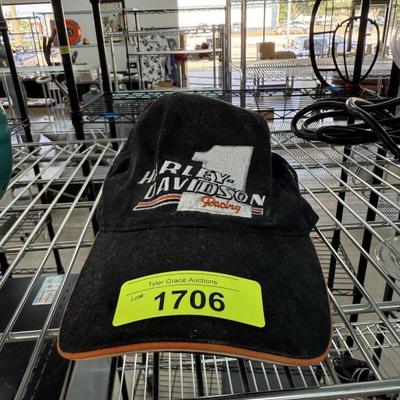 1
HARLEY-
DAVIDSON
Racing
Tyler Grace Auctions
Lot#: 1706